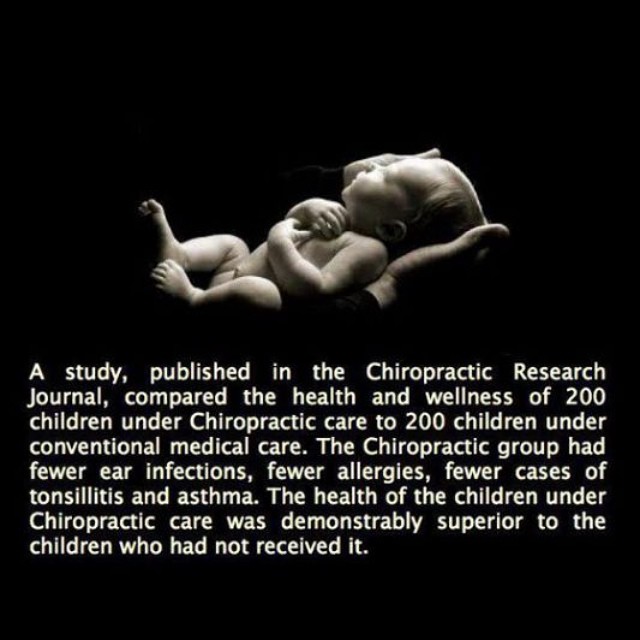 A study, published in the Chiropractic Research
Journal, compared the health and wellness of 200
children under Chiropractic care to 200 children under
conventional medical care. The Chiropractic group had
fewer ear infections, fewer allergies, fewer cases of
tonsillitis and asthma. The health of the children under
Chiropractic care was demonstrably superior to the
children who had not received it.